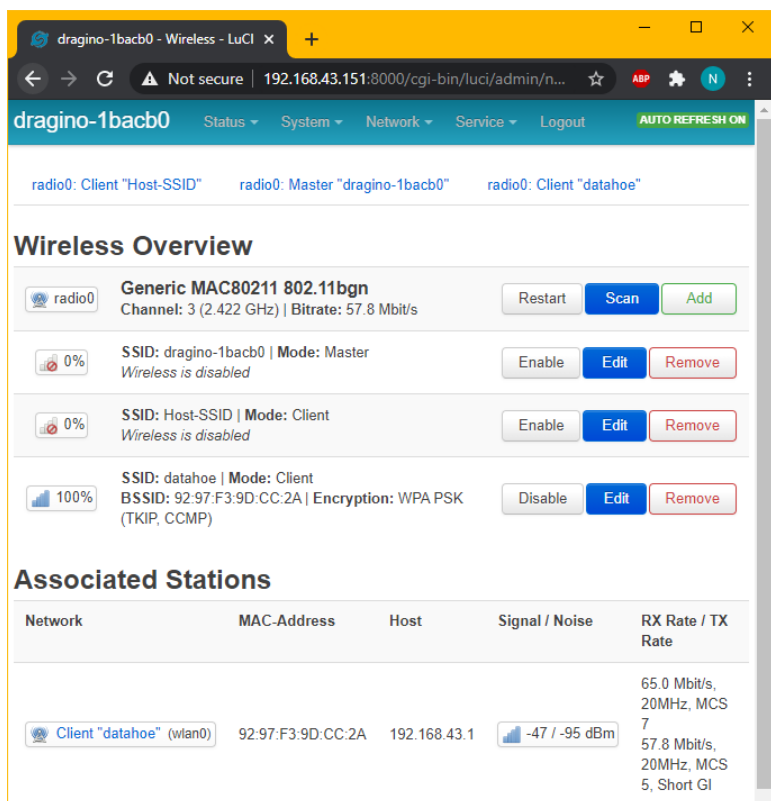 dragino-1bacb0 - Wireless - LuCI
Not secure | 192.168.43.151:8000/cgi-bin/luci/admin/n... ABP N
dragino-1bacb0 Status System Network Service Logout AUTO REFRESH ON
radio0: Client "Host-SSID" radio0: Master "dragino-1bacb0" radio0: Client "datahoe"
Wireless Overview
radio0 Generic MAC80211 802.11bgn
Channel: 3 (2.422 GHz) | Bitrate: 57.8 Mbit/s
Restart Scan Add
0% SSID: dragino-1bacb0 | Mode: Master
Wireless is disabled
Enable Edit Remove
0% SSID: Host-SSID | Mode: Client
Wireless is disabled
Enable Edit Remove
100% SSID: datahoe | Mode: Client
BSSID: 92:97:F3:9D:CC:2A | Encryption: WPA PSK
(TKIP, CCMP)
Disable Edit Remove
Associated Stations
Network MAC-Address Host Signal / Noise RX Rate / TX
Rate
Client "datahoe" (wlan0) 92:97:F3:9D:CC:2A 192.168.43.1 -47 / -95 dBm
65.0 Mbit/s,
20MHz, MCS
7
57.8 Mbit/s,
20MHz, MCS
5, Short GI